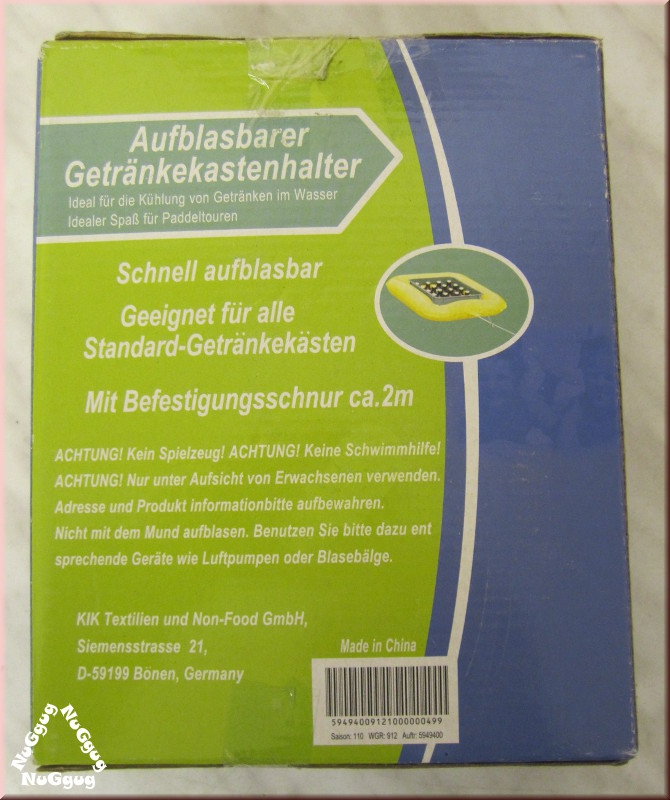 Aufblasbarer
Getränkekastenhalter
Ideal für die Kühlung von Getränken im Wasser
Idealer Spaß für Paddeltouren
Schnell aufblasbar
Geeignet für alle
Standard-Getränkekästen
Mit Befestigungsschnur ca.2m
ACHTUNG! Kein Spielzeug! ACHTUNG! Keine Schwimmhilfe!
ACHTUNG! Nur unter Aufsicht von Erwachsenen verwenden.
Adresse und Produkt informationbitte aufbewahren.
Nicht mit dem Mund aufblasen. Benutzen Sie bitte dazu ent
sprechende Geräte wie Luftpumpen oder Blasebälge.
KIK Textilien und Non-Food GmbH,
Siemensstrasse 21,
D-59199 Bönen, Germany
Made in China
59494009121000000499
Saison: 110 WGR: 912 Auftr: 5949400
NuGgug
NuGgug
NuGgug